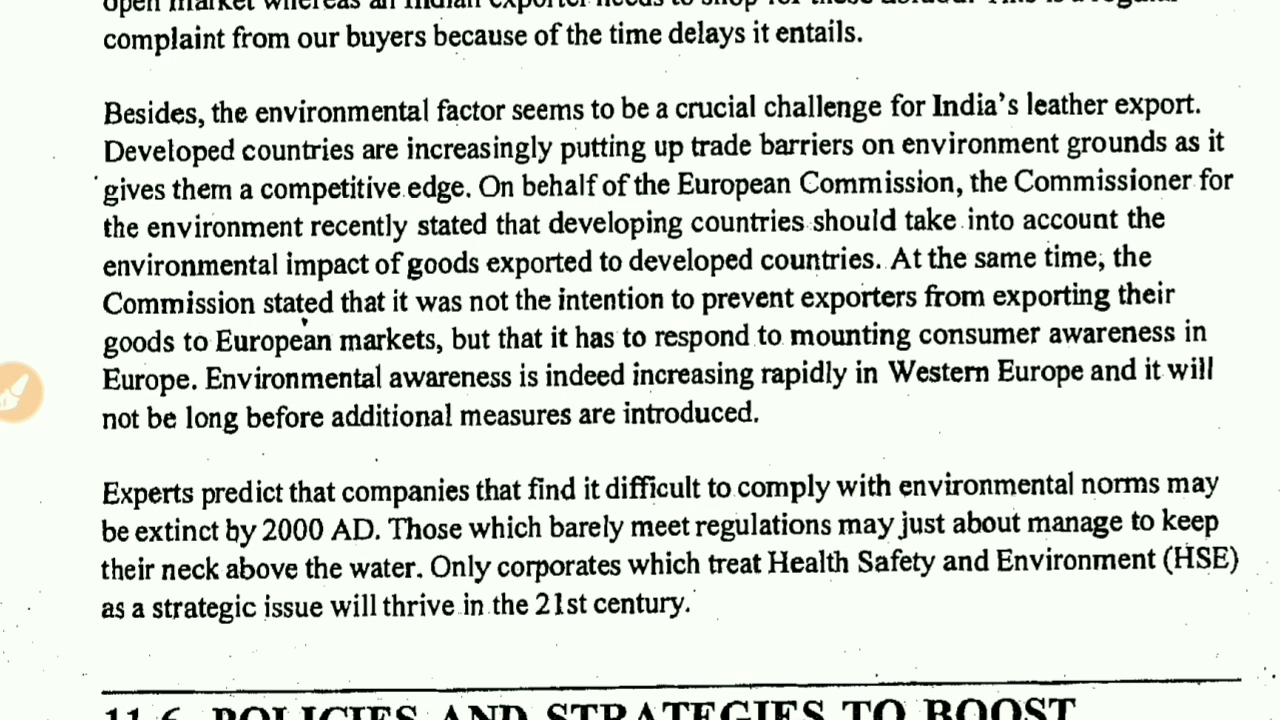 open market whereas an Indian exporter needs to shop for these abroad. This is a regular
complaint from our buyers because of the time delays it entails.
Besides, the environmental factor seems to be a crucial challenge for India's leather export.
Developed countries are increasingly putting up trade barriers on environment grounds as it
gives them a competitive edge. On behalf of the European Commission, the Commissioner for
the environment recently stated that developing countries should take into account the
environmental impact of goods exported to developed countries. At the same time, the
Commission stated that it was not the intention to prevent exporters from exporting their
goods to European markets, but that it has to respond to mounting consumer awareness in
Europe. Environmental awareness is indeed increasing rapidly in Western Europe and it will
not be long before additional measures are introduced.
Experts predict that companies that find it difficult to comply with environmental norms may
be extinct by 2000 AD. Those which barely meet regulations may just about manage to keep
their neck above the water. Only corporates which treat Health Safety and Environment (HSE)
as a strategic issue will thrive in the 21st century.
11.6 POLICIES AND STRATEGIES TO BOOST